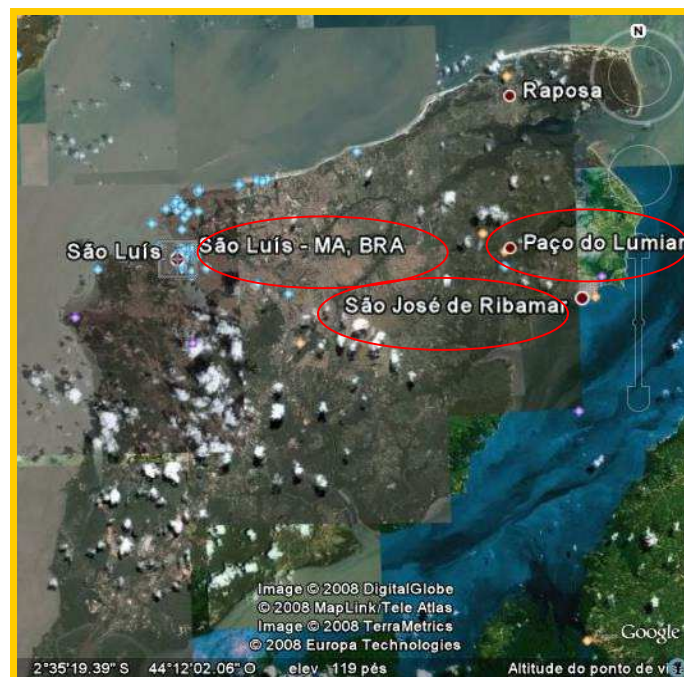 N
Raposa
São Luís
São Luís - MA, BRA
Paço do Lumiar
São José de Ribamar
Image © 2008 DigitalGlobe
© 2008 MapLink/Tele Atlas
Image © 2008 TerraMetrics
© 2008 Europa Technologies
Google
2°35'19.39" S 44°12'02.06" O elev -119 pés Altitude do ponto de